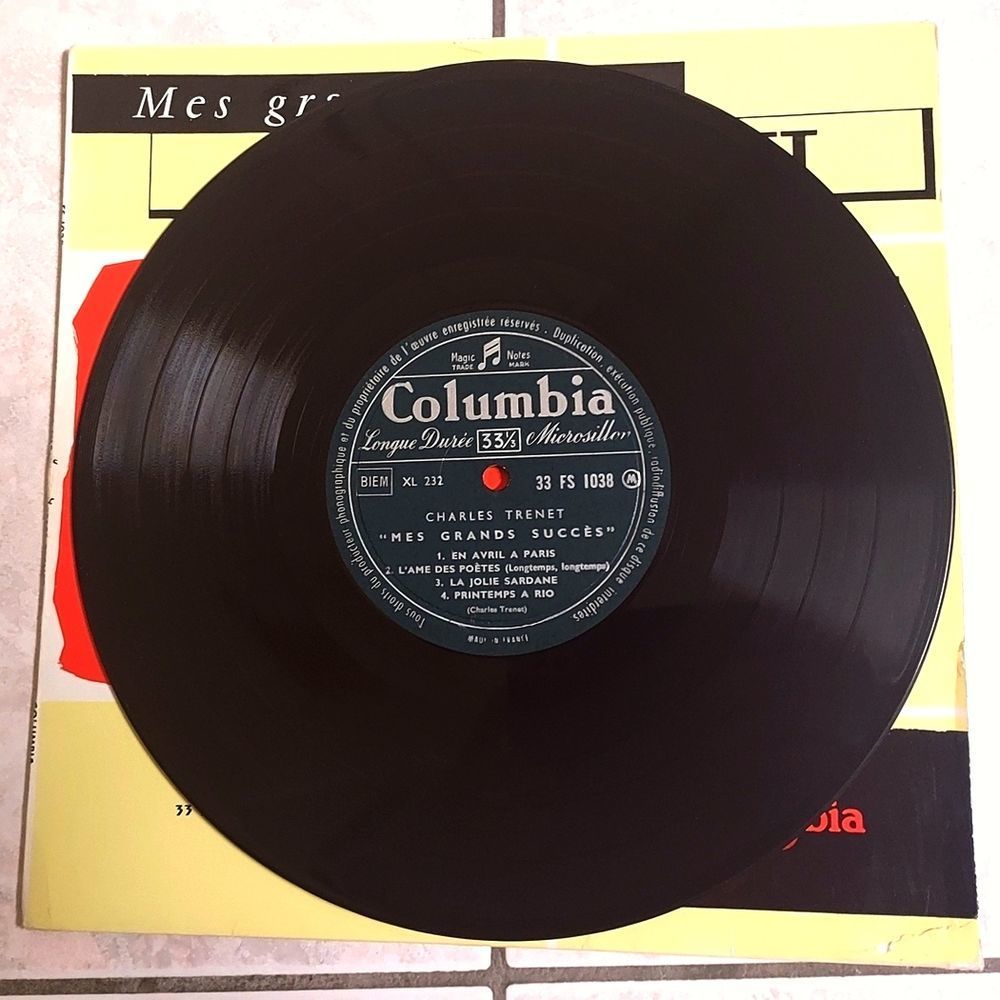 Mes gr
Tous droits du producteur phonographique et du propriétaire de l'œuvre enregistrée réservés . Duplication, exécution publique, radiodiffusion de ce disque interdites.
Magic Notes
TRADE MARK
Columbia
Longue Durée 33⅓ Microsillon
BIEM XL 232 33 FS 1038 M
CHARLES TRENET
"MES GRANDS SUCCÈS"
1. EN AVRIL A PARIS
2. L'AME DES POÈTES (Longtemps, longtemps)
3. LA JOLIE SARDANE
4. PRINTEMPS A RIO
(Charles Trenet)
MADE IN FRANCE
33
bia